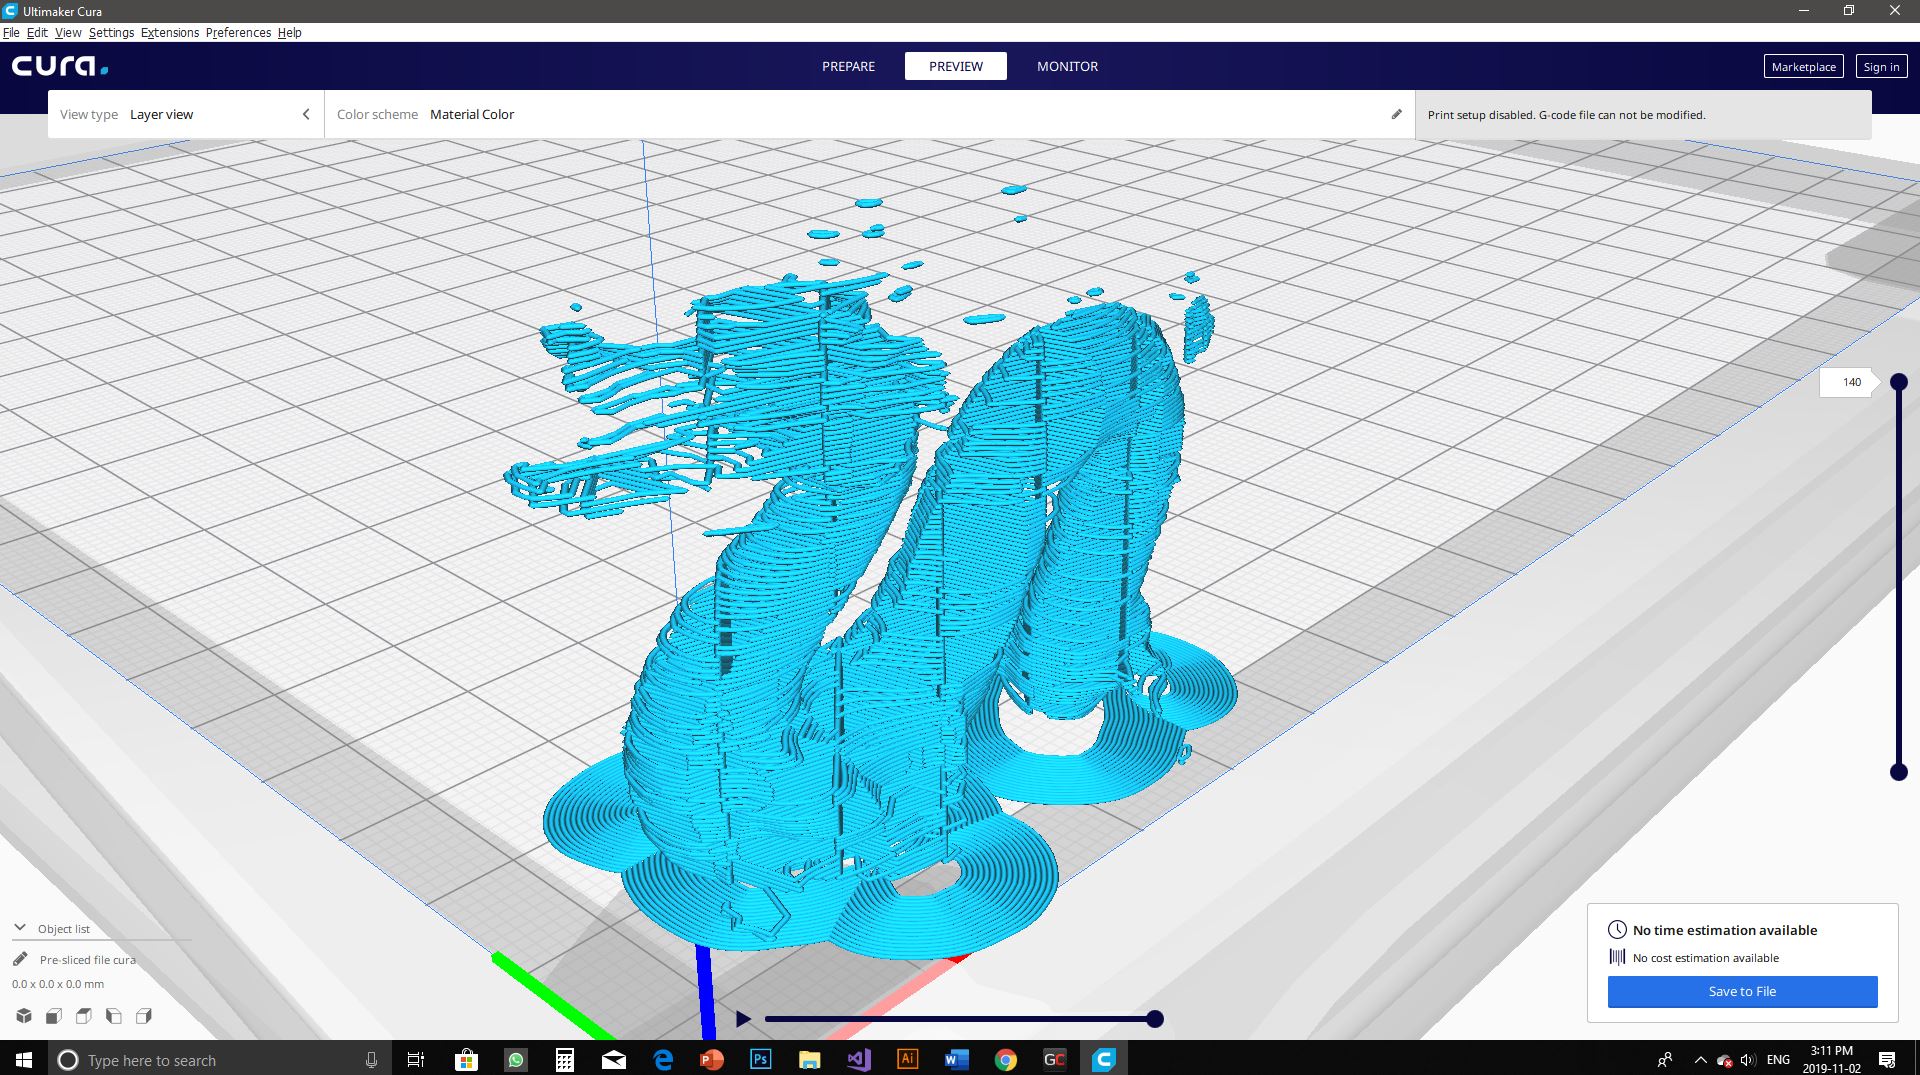 Ultimaker Cura
File Edit View Settings Extensions Preferences Help
cura.
PREPARE PREVIEW MONITOR
Marketplace Sign in
View type Layer view Color scheme Material Color Print setup disabled. G-code file can not be modified.
140
Object list
Pre-sliced file cura
0.0 x 0.0 x 0.0 mm
No time estimation available
No cost estimation available
Save to File
Type here to search
P
Ps
Ai
W
GC
C
ENG
3:11 PM
2019-11-02